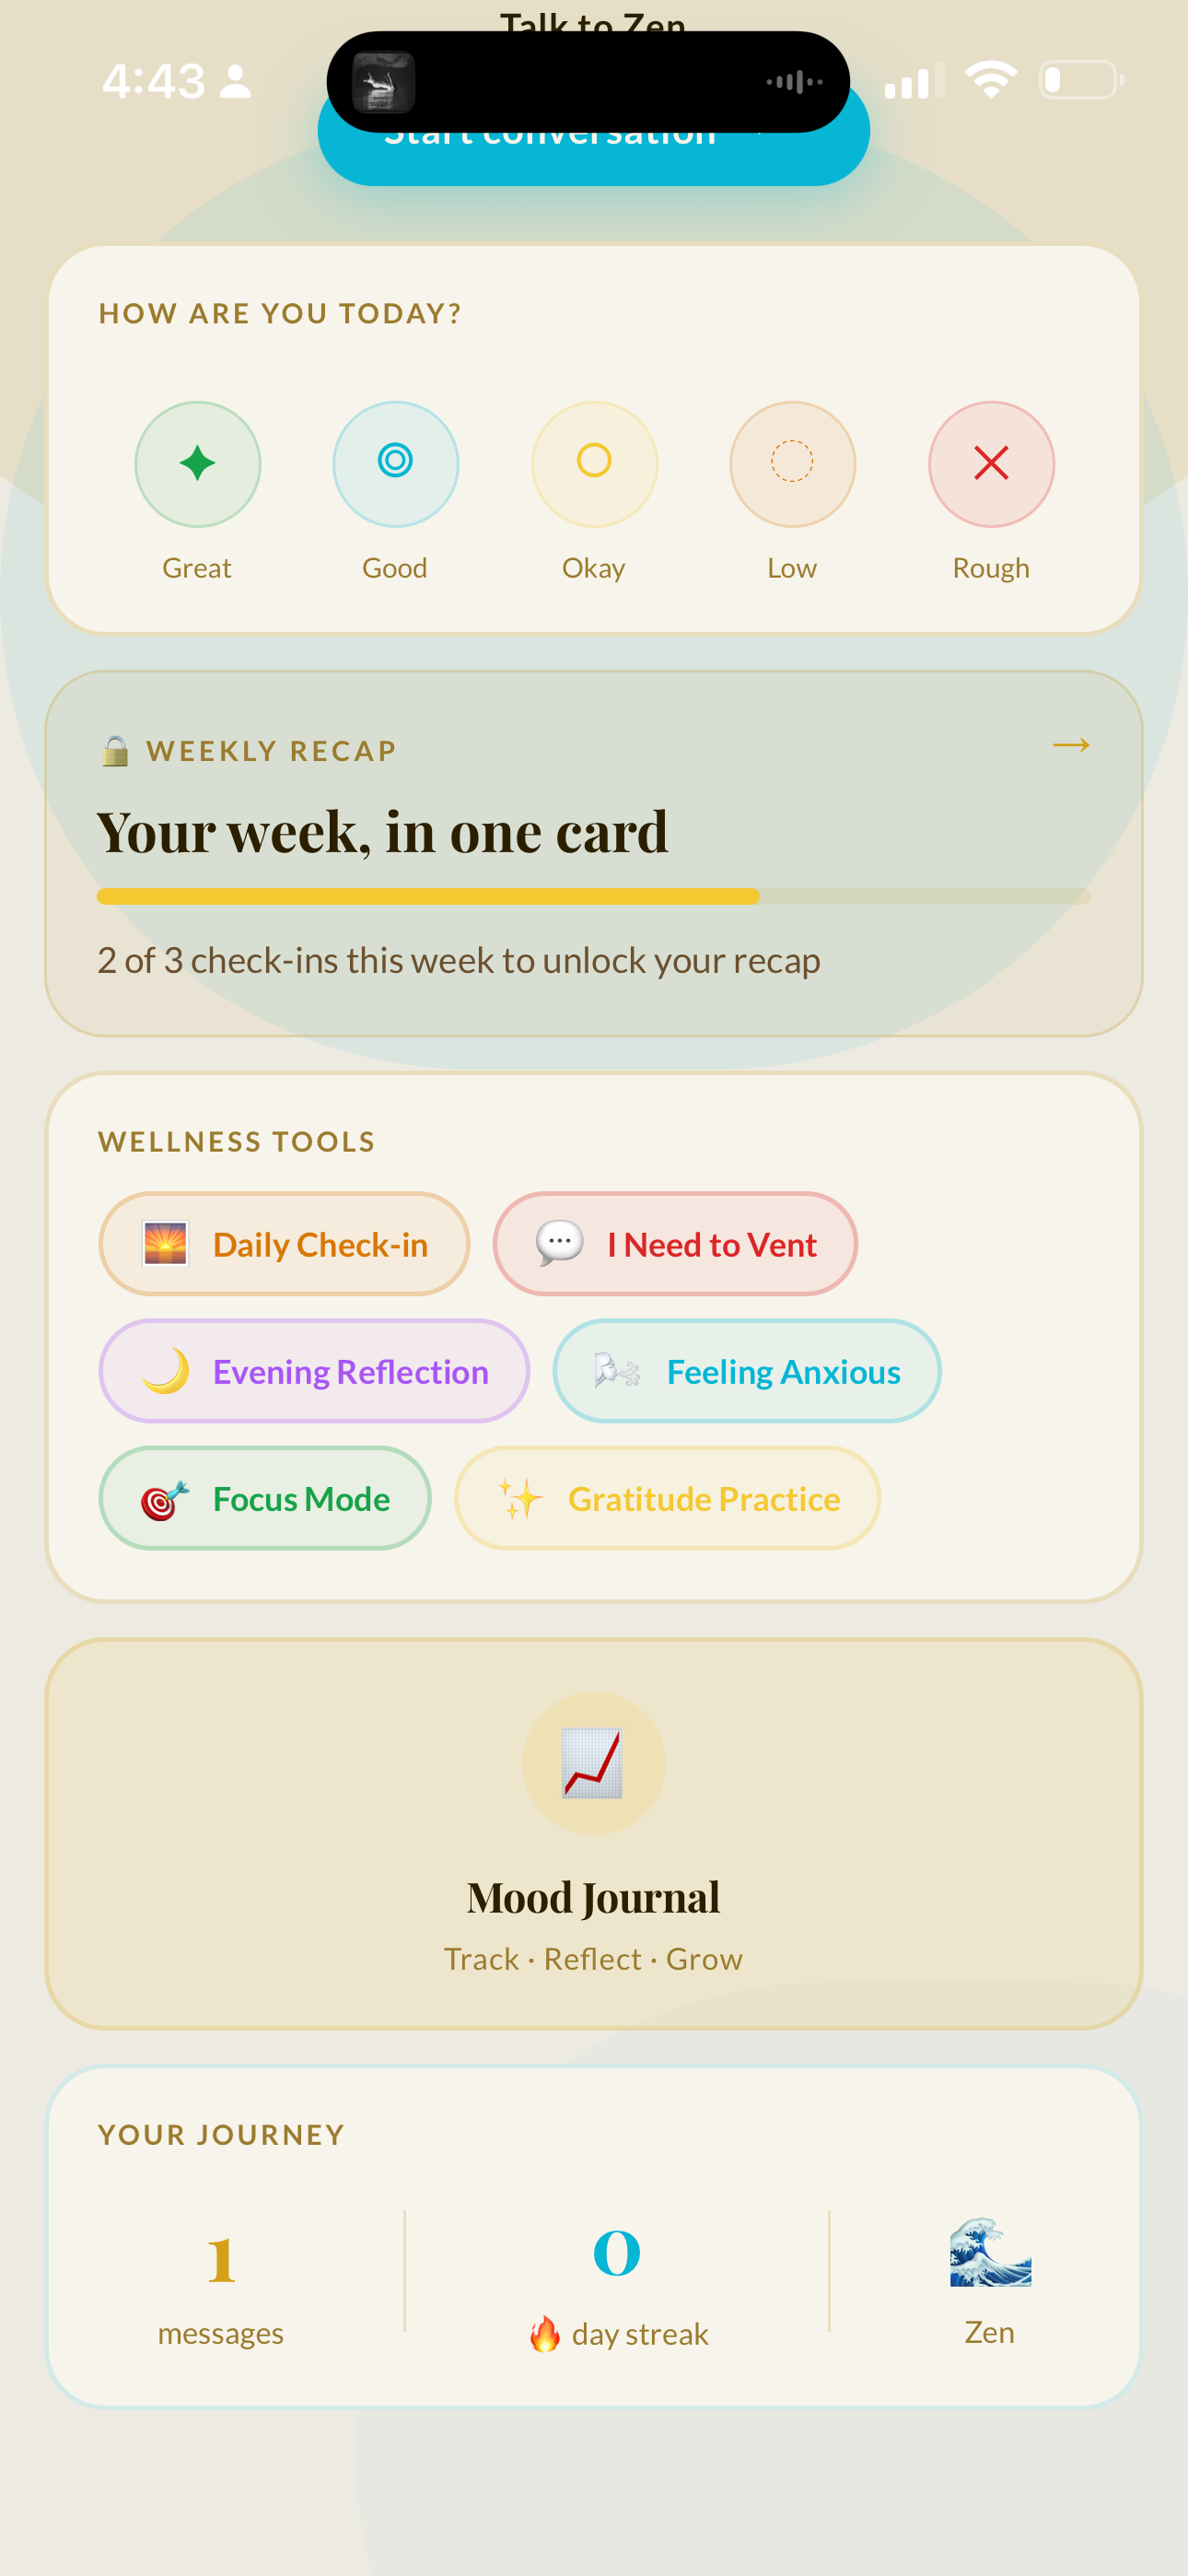 Talk to Zen
4:43
Start conversation
HOW ARE YOU TODAY?
Great
Good
Okay
Low
Rough
WEEKLY RECAP
→
Your week, in one card
2 of 3 check-ins this week to unlock your recap
WELLNESS TOOLS
Daily Check-in
I Need to Vent
Evening Reflection
Feeling Anxious
Focus Mode
Gratitude Practice
Mood Journal
Track · Reflect · Grow
YOUR JOURNEY
1
0
messages
day streak
Zen